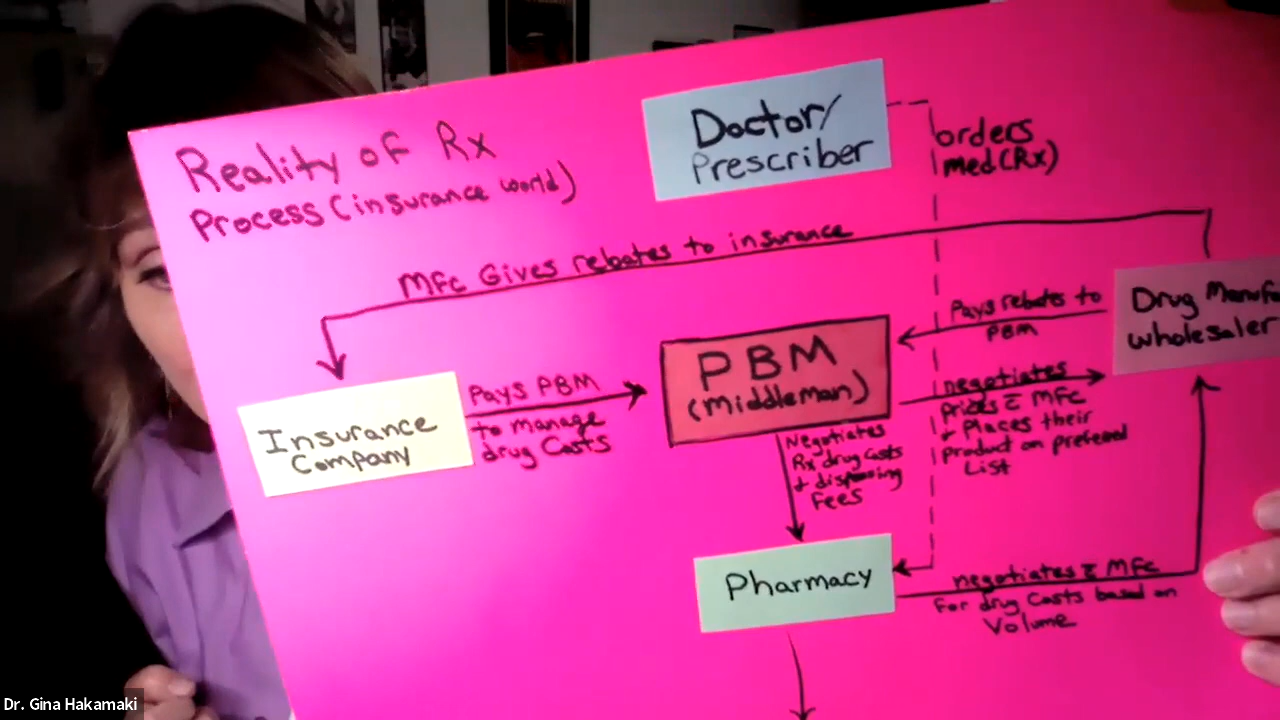 Reality of Rx
Process (insurance world)
Doctor/
Prescriber
orders
med (Rx)
MFC Gives rebates to insurance
Pays rebates to
PBM
Drug Manuf
Wholesaler
PBM
(Middleman)
Pays PBM
to manage
drug Costs
Insurance
Company
negotiates
prices c̄ MFC
+ Places their
product on prefered
List
Negotiates
Rx drug Costs
+ dispensing
Fees
Pharmacy
negotiates c̄ MFC
For drug Costs based on
Volume
Dr. Gina Hakamaki